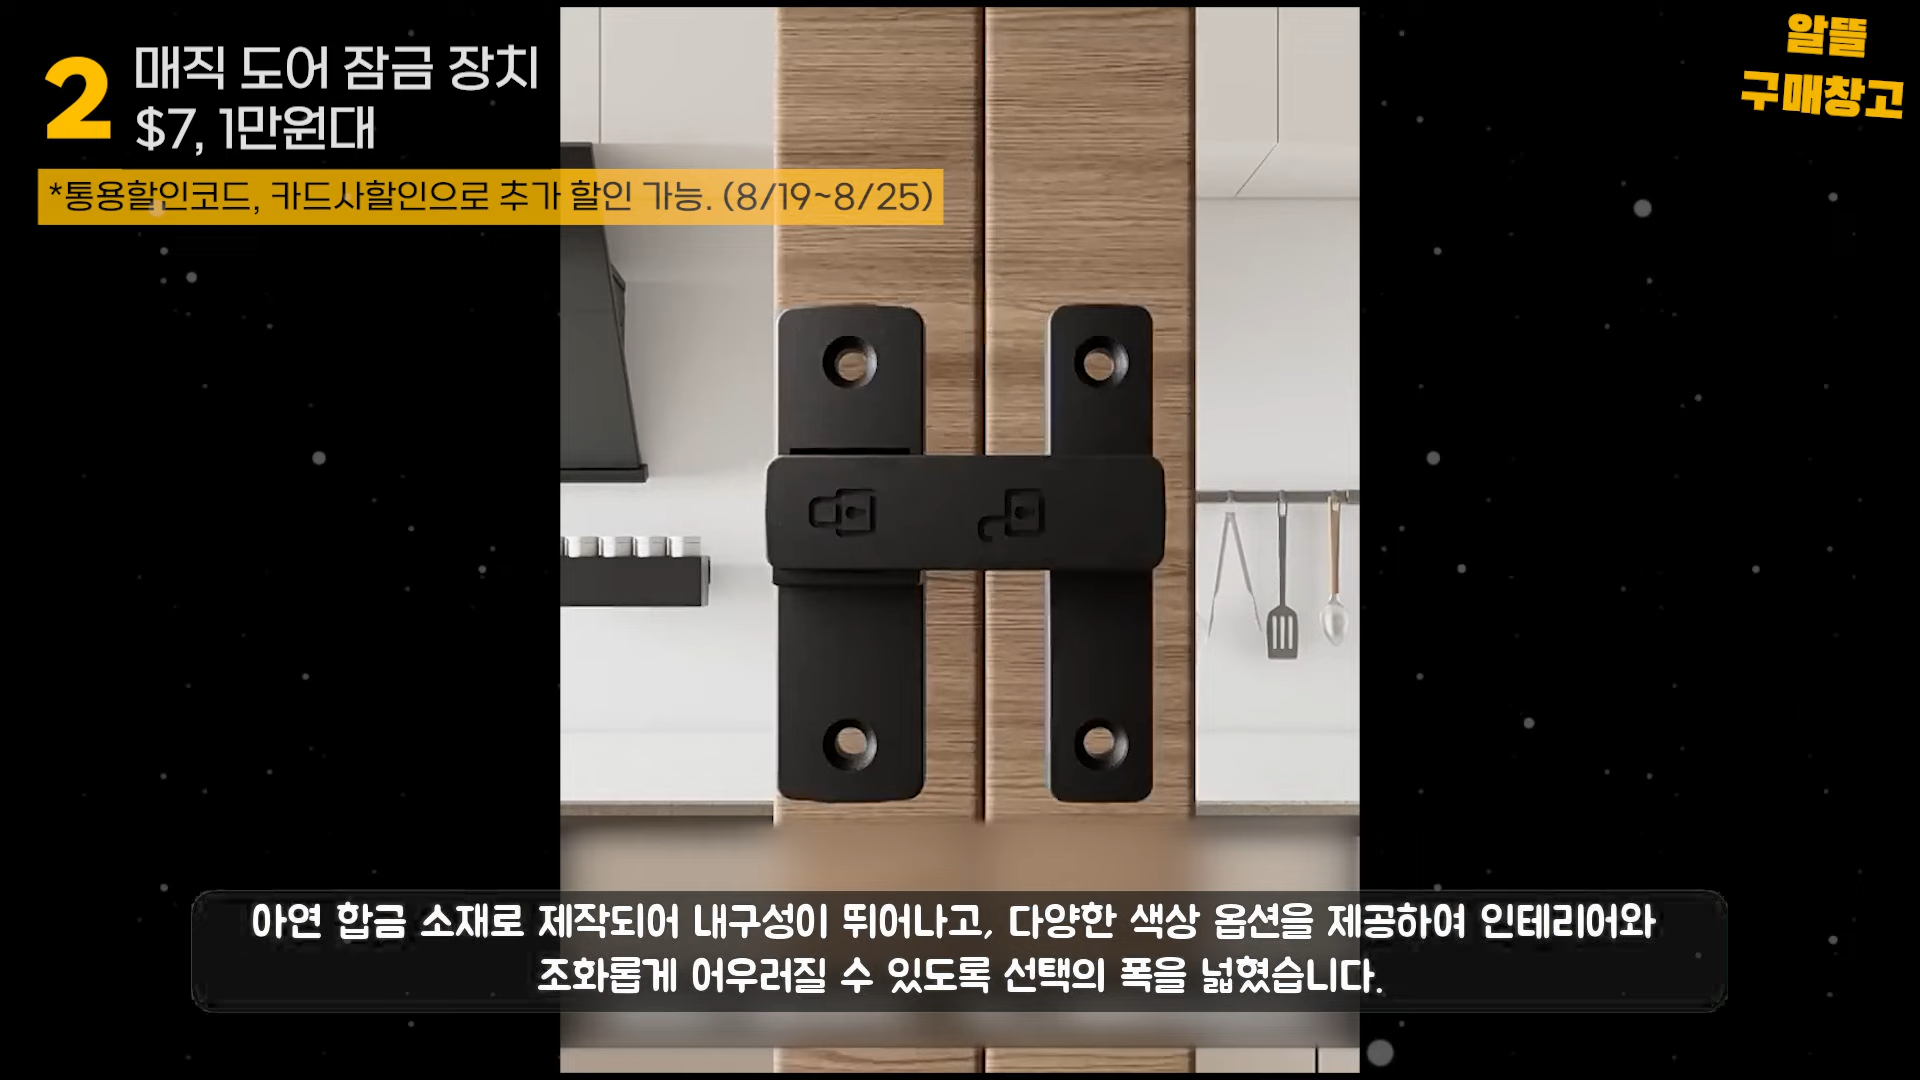 2
매직 도어 잠금 장치
$7, 1만원대
*통용할인코드, 카드사할인으로 추가 할인 가능. (8/19~8/25)
알뜰
구매창고
아연 합금 소재로 제작되어 내구성이 뛰어나고, 다양한 색상 옵션을 제공하여 인테리어와
조화롭게 어우러질 수 있도록 선택의 폭을 넓혔습니다.